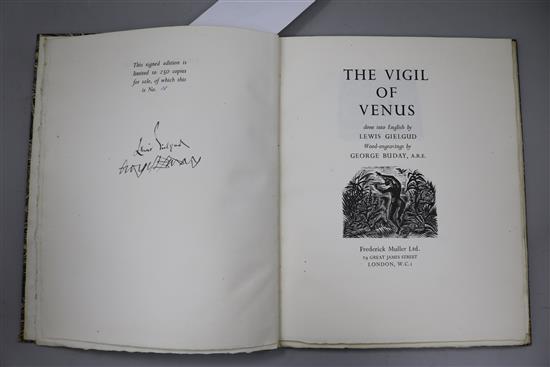 This signed edition is
limited to 250 copies
for sale, of which this
is No.
Lewis Gielgud
THE VIGIL
OF
VENUS
done into English by
LEWIS GIELGUD
Wood-engravings by
GEORGE BUDAY, A.R.E.
Frederick Muller Ltd.
29 GREAT JAMES STREET
LONDON, W.C.1